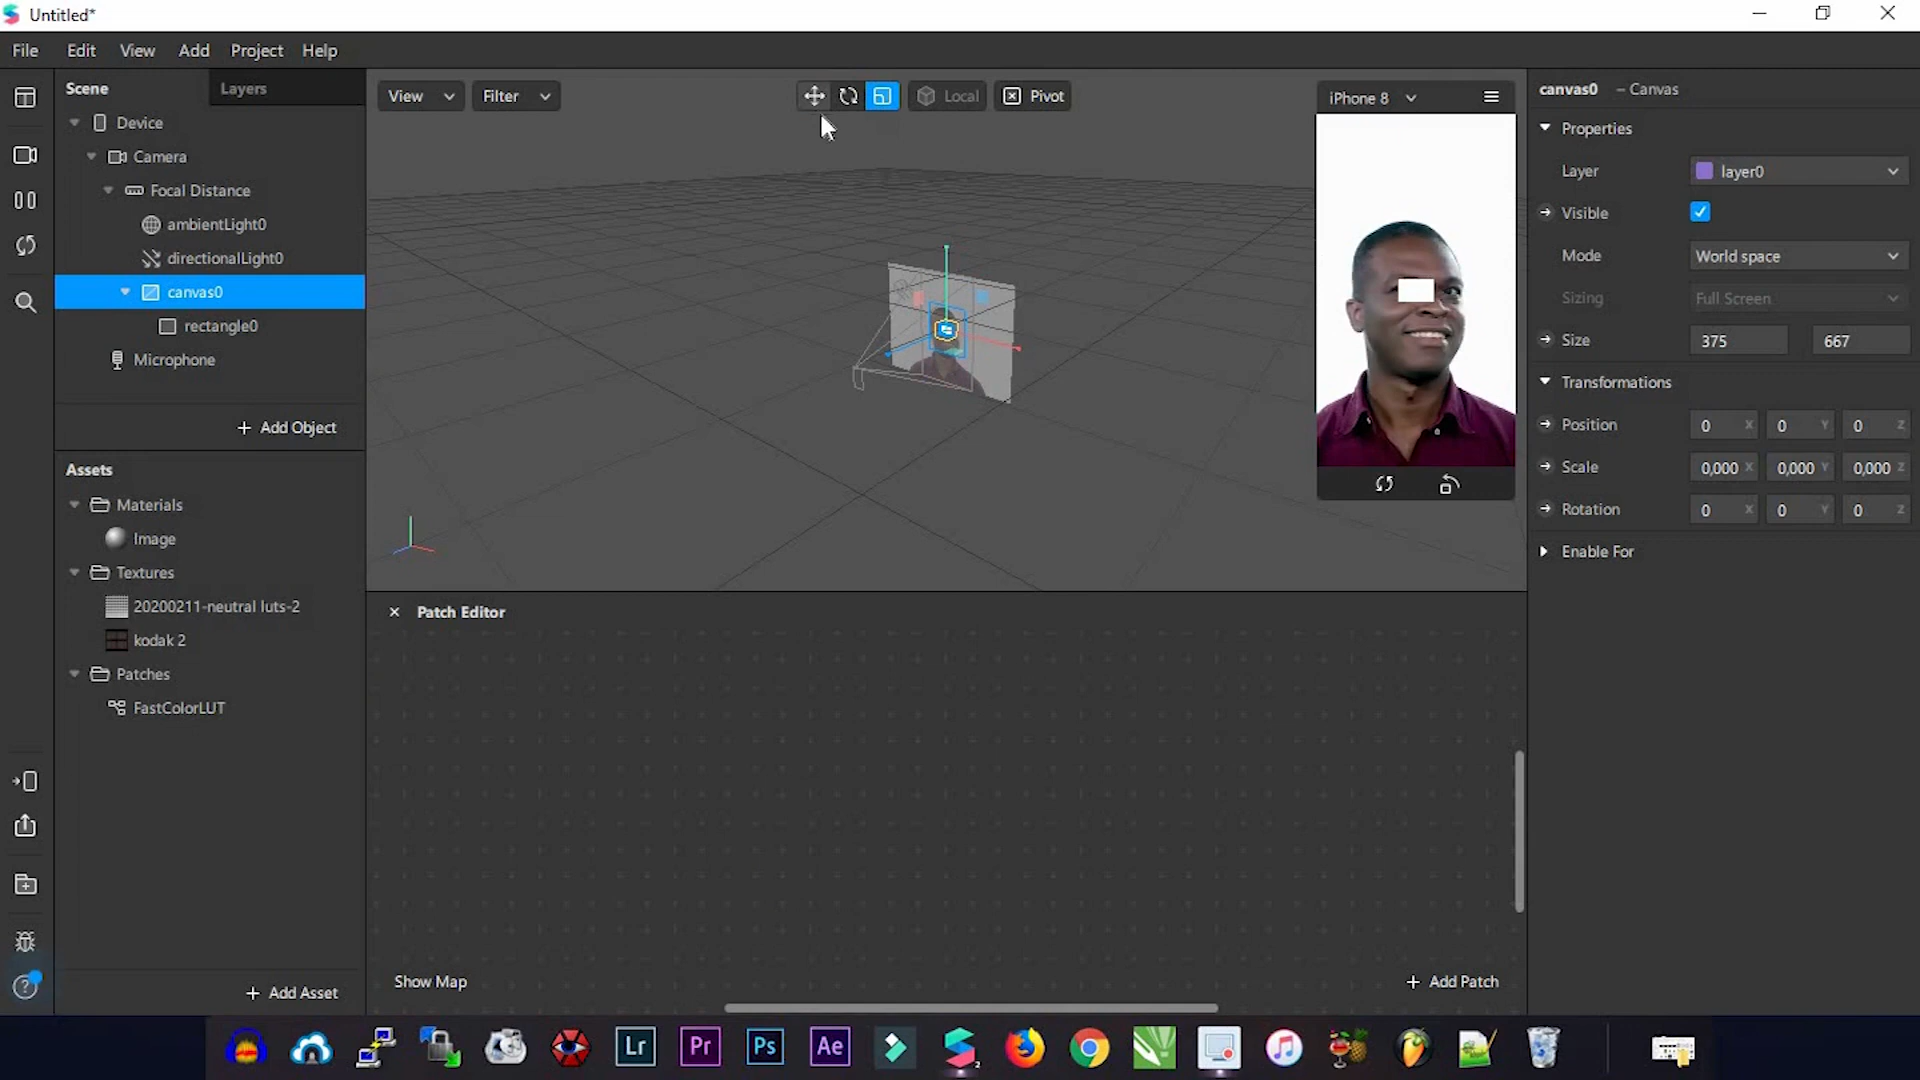 Untitled*
File Edit View Add Project Help
Scene Layers
Device
Camera
Focal Distance
ambientLight0
directionalLight0
canvas0
rectangle0
Microphone
+ Add Object
Assets
Materials
Image
Textures
20200211-neutral luts-2
kodak 2
Patches
FastColorLUT
+ Add Asset
View Filter Local Pivot
iPhone 8
Patch Editor
Show Map + Add Patch
canvas0 – Canvas
Properties
Layer layer0
Visible
Mode World space
Sizing Full Screen
Size 375 667
Transformations
Position 0 X 0 Y 0 Z
Scale 0,000 X 0,000 Y 0,000 Z
Rotation 0 X 0 Y 0 Z
Enable For
Lr Pr Ps Ae 2